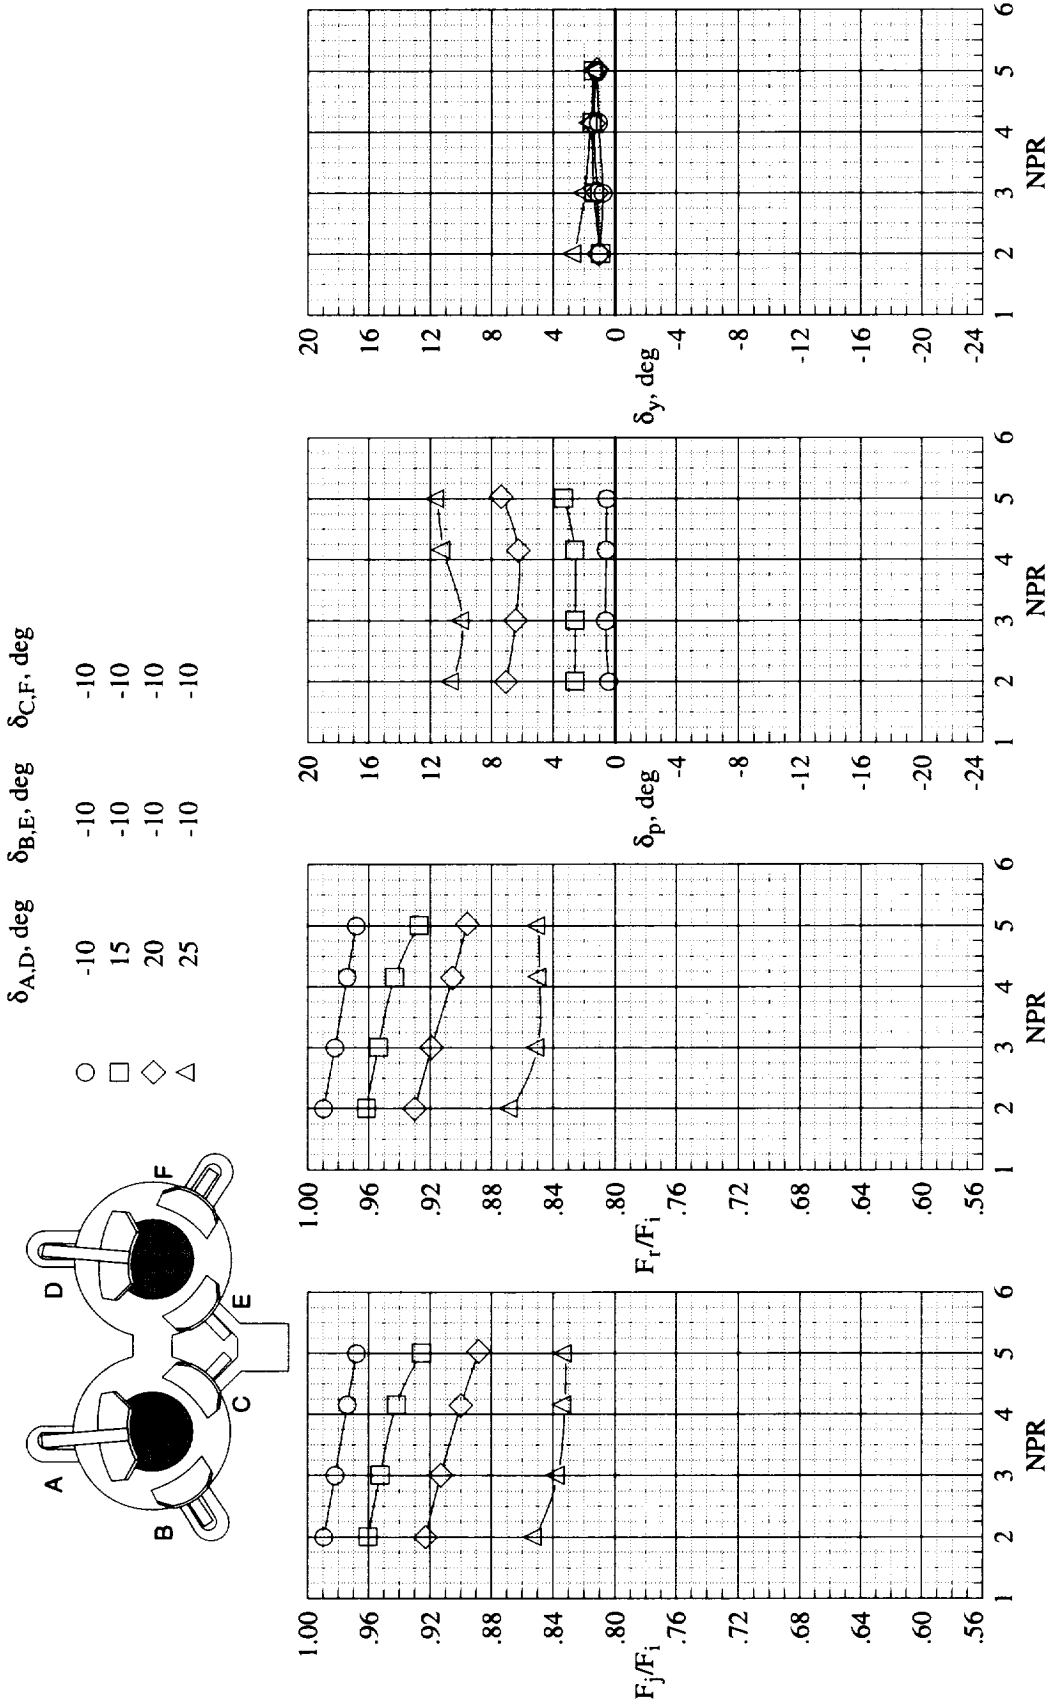 δA,D, deg δB,E, deg δC,F, deg
○ -10 -10 -10
□ 15 -10 -10
◇ 20 -10 -10
△ 25 -10 -10
A
B
C
D
E
F
1.00
.96
.92
.88
.84
.80
.76
.72
.68
.64
.60
.56
Fj/Fi
1 2 3 4 5 6
NPR
1.00
.96
.92
.88
.84
.80
.76
.72
.68
.64
.60
.56
Fr/Fi
1 2 3 4 5 6
NPR
20
16
12
8
4
0
-4
-8
-12
-16
-20
-24
δp, deg
1 2 3 4 5 6
NPR
20
16
12
8
4
0
-4
-8
-12
-16
-20
-24
δy, deg
1 2 3 4 5 6
NPR